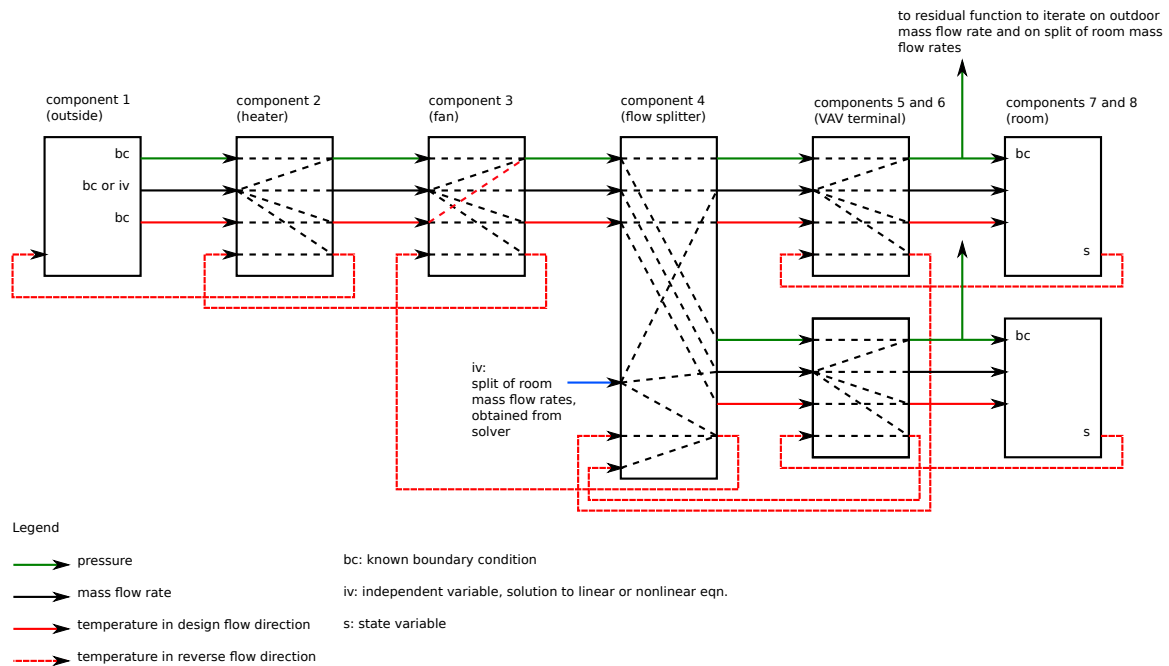 to residual function to iterate on outdoor
mass flow rate and on split of room mass
flow rates
component 1
(outside)
component 2
(heater)
component 3
(fan)
component 4
(flow splitter)
components 5 and 6
(VAV terminal)
components 7 and 8
(room)
bc
bc or iv
bc
bc
s
iv:
split of room
mass flow rates,
obtained from
solver
bc
s
Legend
pressure
mass flow rate
temperature in design flow direction
temperature in reverse flow direction
bc: known boundary condition
iv: independent variable, solution to linear or nonlinear eqn.
s: state variable